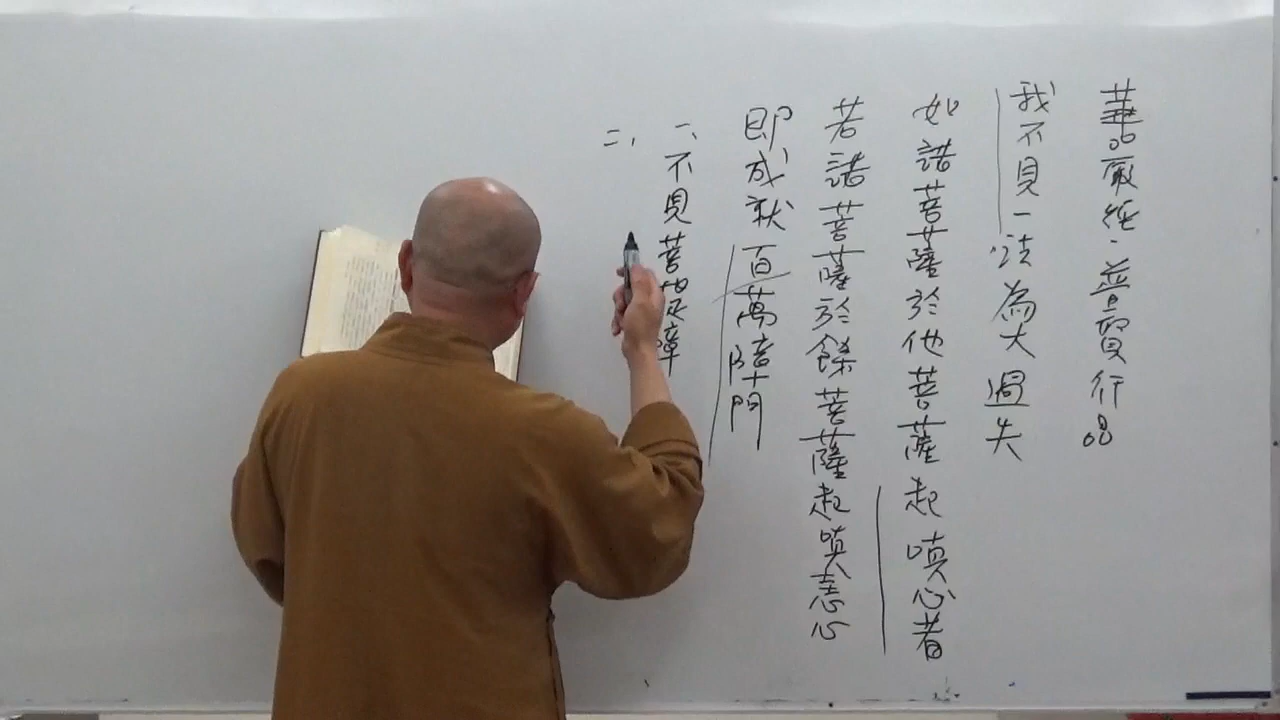 華嚴經·普賢行品
我不見一法為大過失
如諸菩薩於他菩薩起嗔心者
若諸菩薩於餘菩薩起嗔恚心
即成就百萬障門
一、不見菩提障
二、